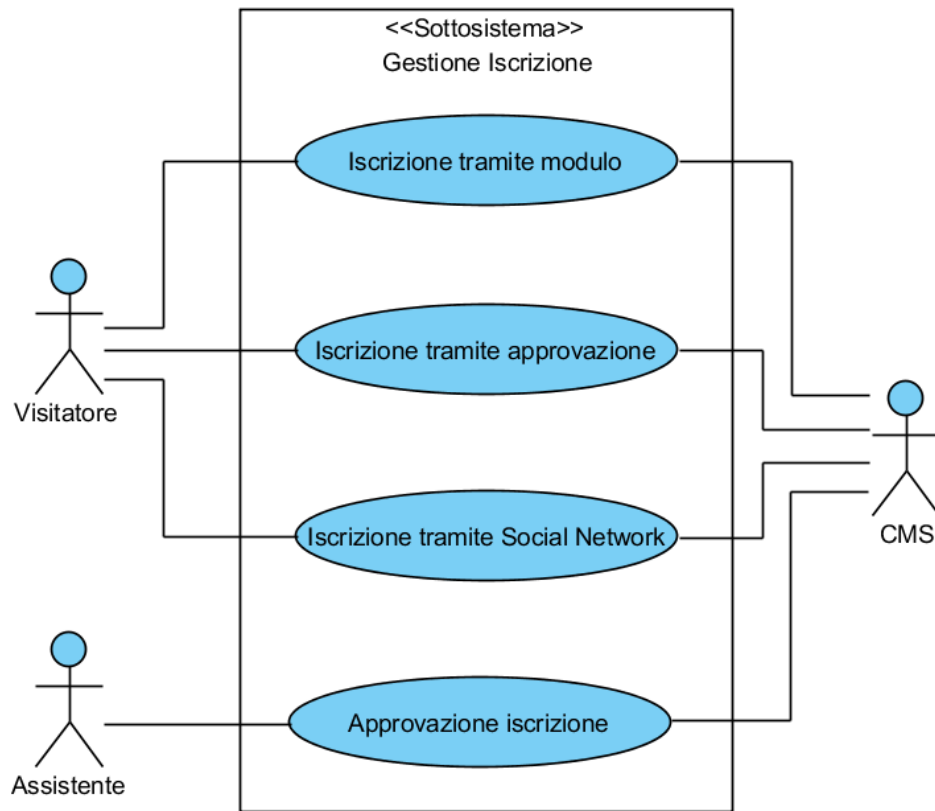 <<Sottosistema>>
Gestione Iscrizione
Iscrizione tramite modulo
Iscrizione tramite approvazione
Visitatore
Iscrizione tramite Social Network
CMS
Approvazione iscrizione
Assistente